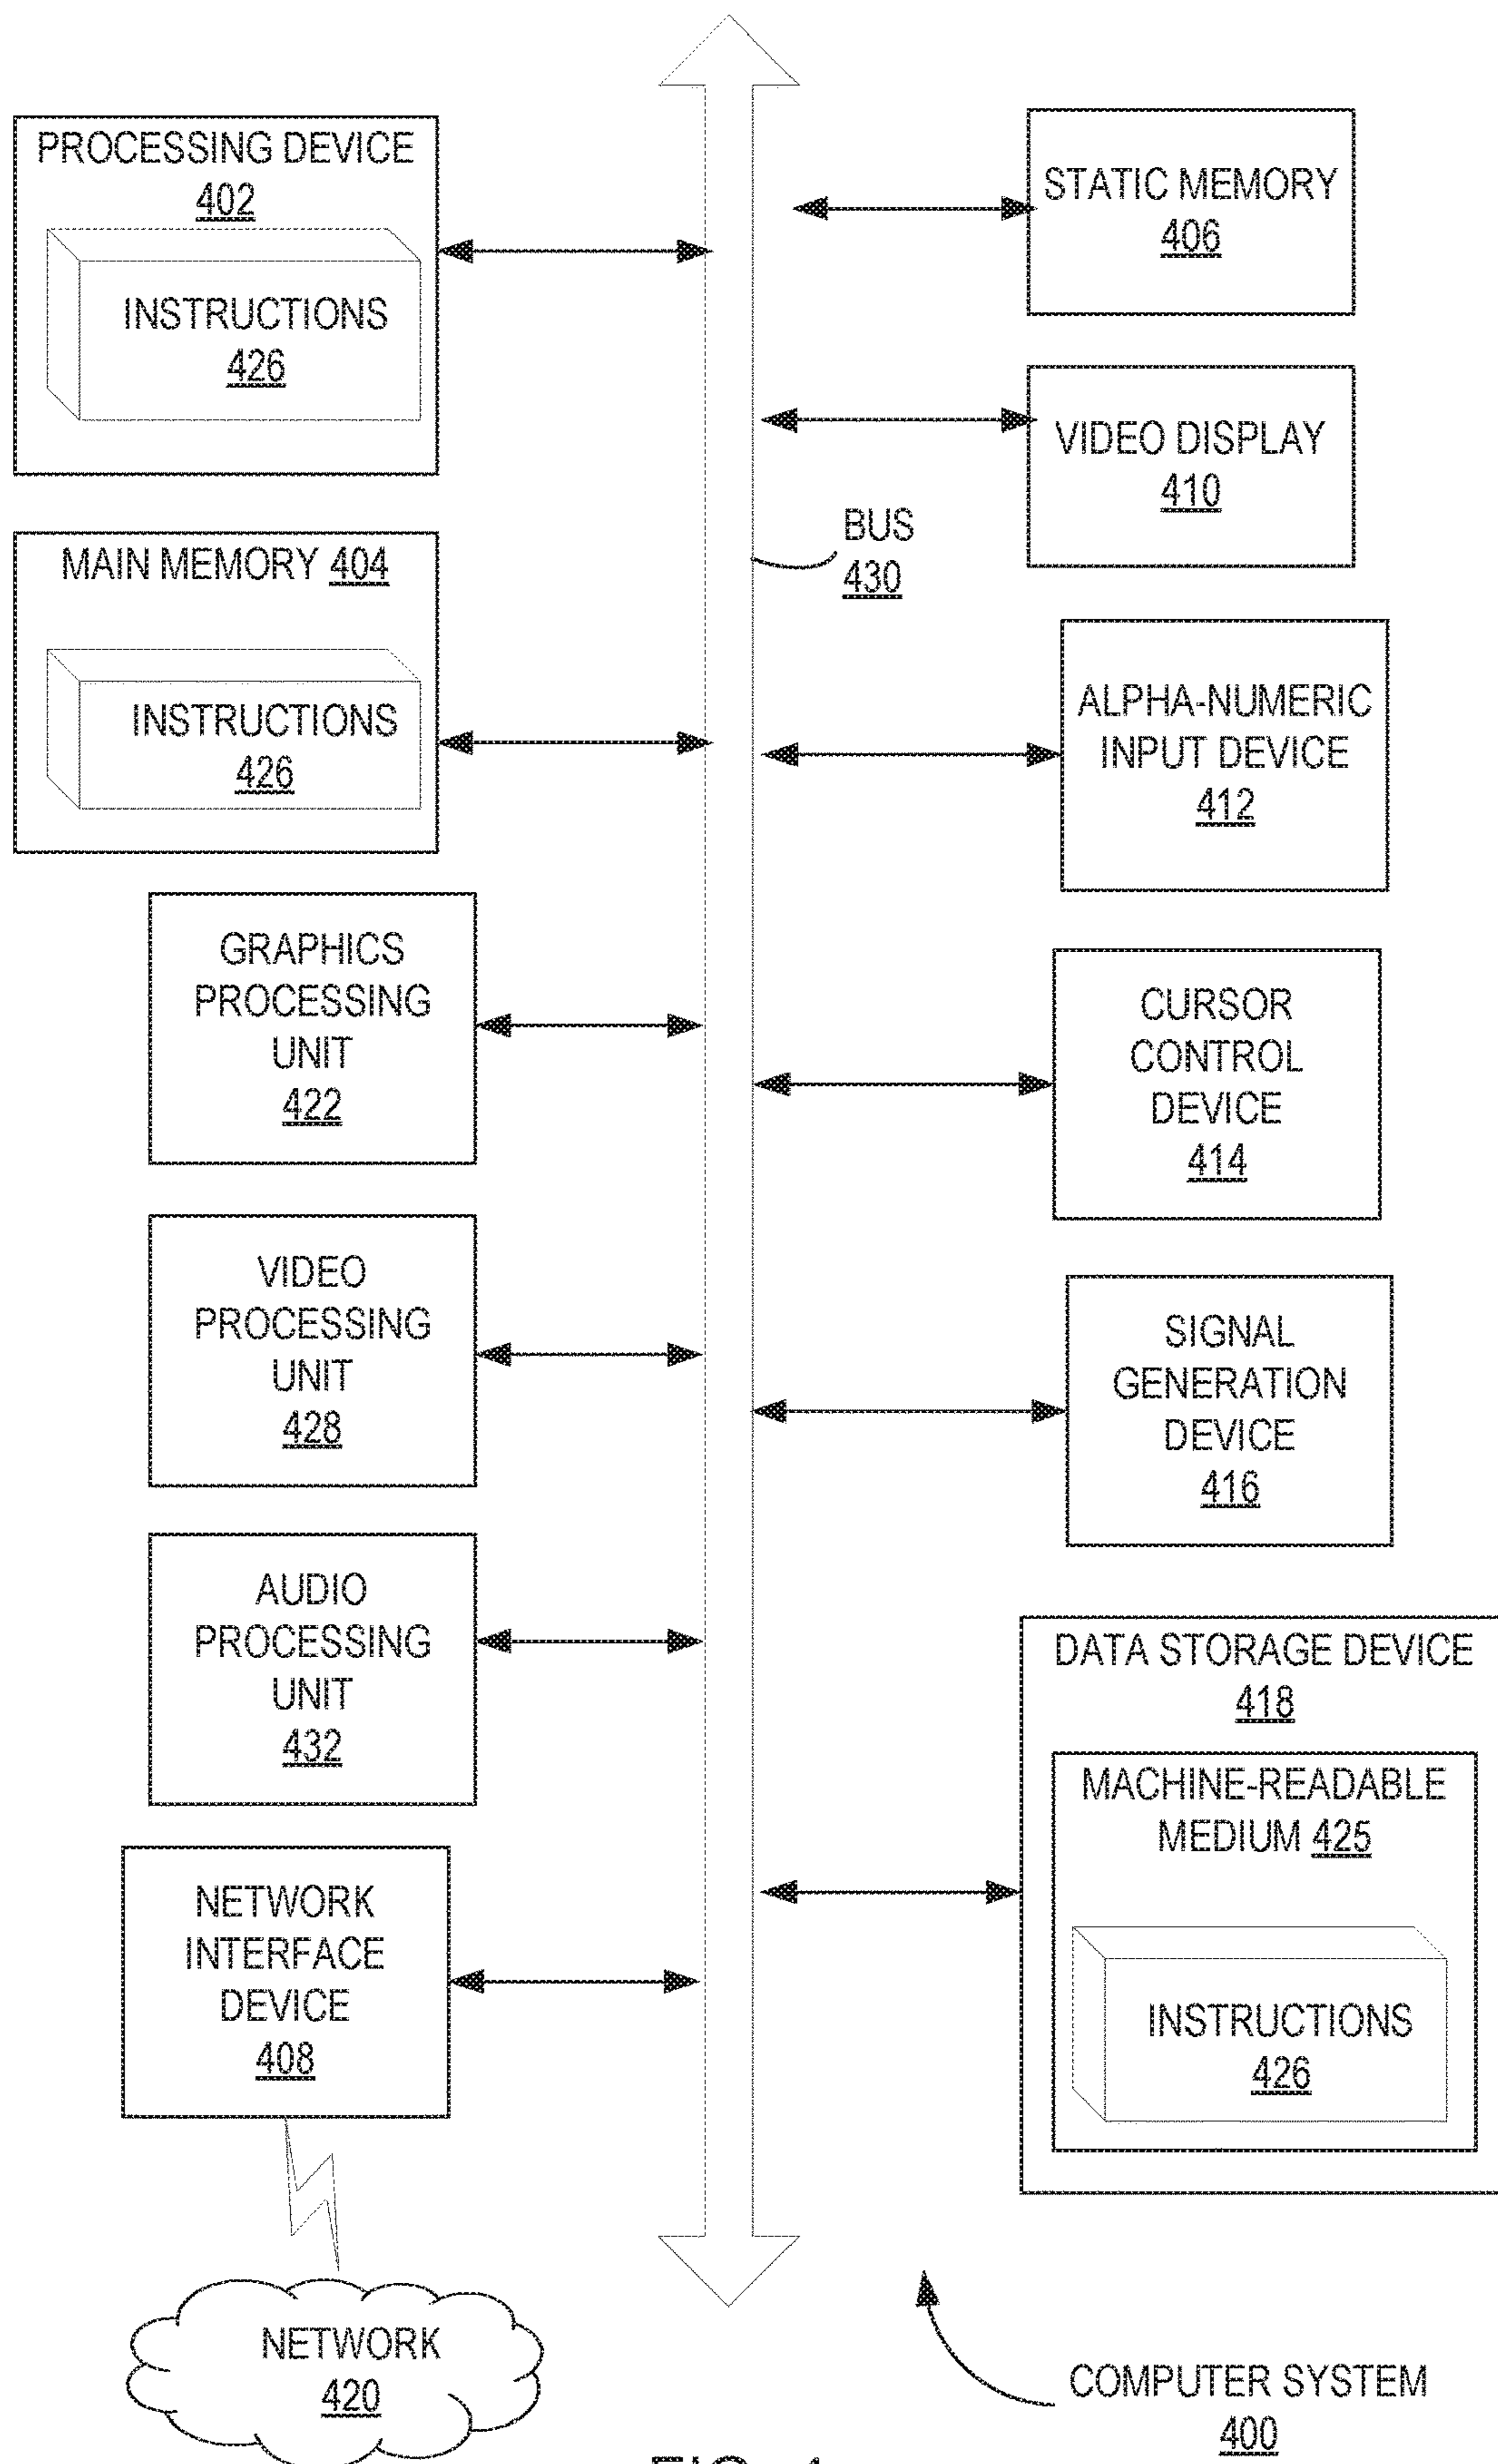 PROCESSING DEVICE
402
INSTRUCTIONS
426
MAIN MEMORY 404
INSTRUCTIONS
426
GRAPHICS
PROCESSING
UNIT
422
VIDEO
PROCESSING
UNIT
428
AUDIO
PROCESSING
UNIT
432
NETWORK
INTERFACE
DEVICE
408
NETWORK
420
BUS
430
STATIC MEMORY
406
VIDEO DISPLAY
410
ALPHA-NUMERIC
INPUT DEVICE
412
CURSOR
CONTROL
DEVICE
414
SIGNAL
GENERATION
DEVICE
416
DATA STORAGE DEVICE
418
MACHINE-READABLE
MEDIUM 425
INSTRUCTIONS
426
COMPUTER SYSTEM
400